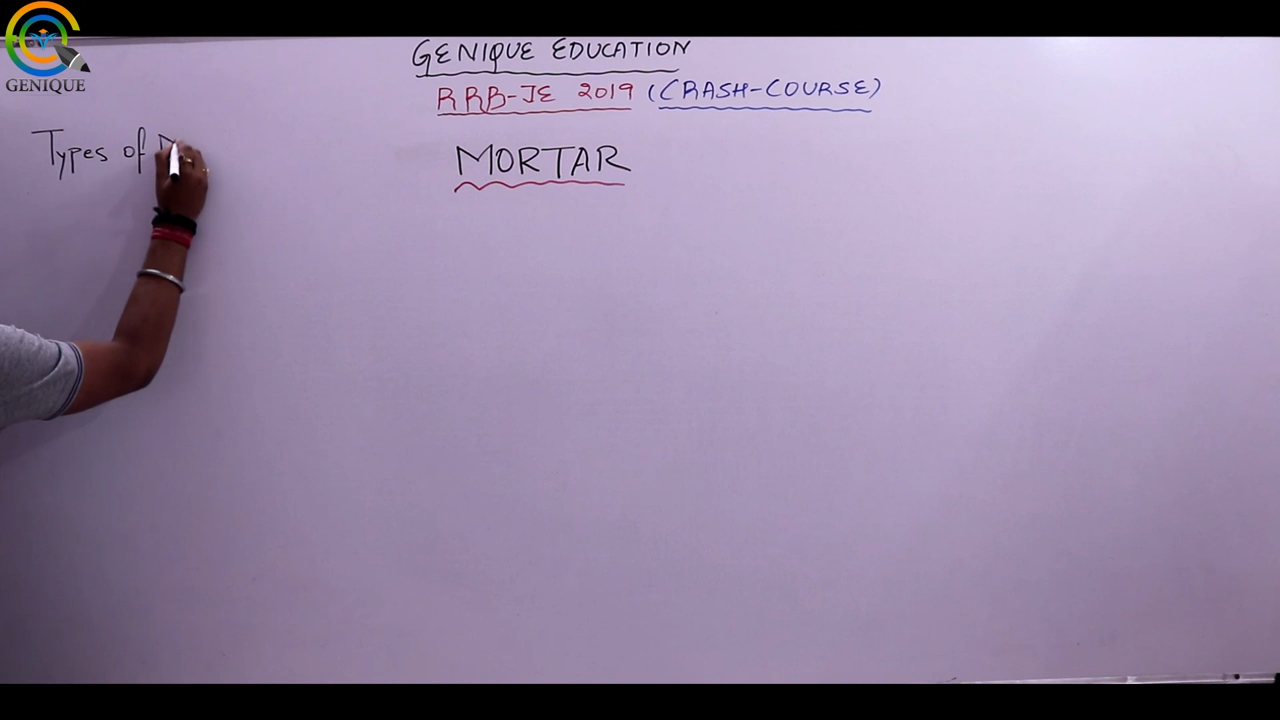 GENIQUE
GENIQUE EDUCATION
RRB-JE 2019 (CRASH-COURSE)
Types of
MORTAR